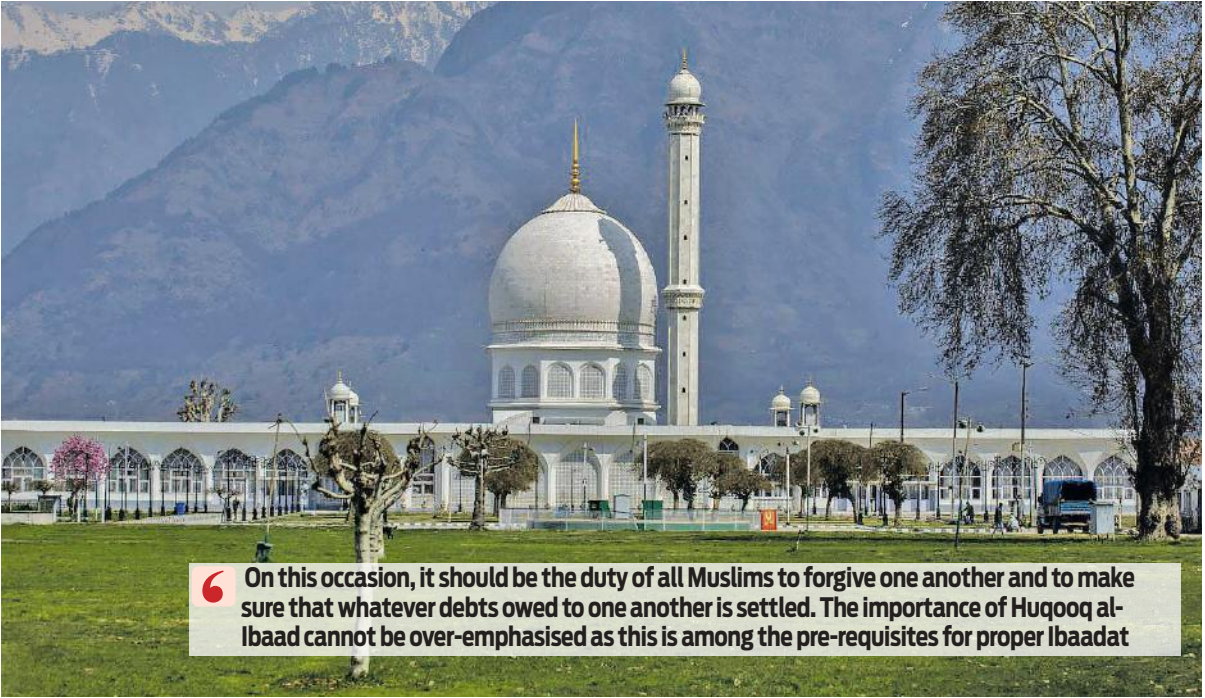 ‘ On this occasion, it should be the duty of all Muslims to forgive one another and to make
sure that whatever debts owed to one another is settled. The importance of Huqooq al-
Ibaad cannot be over-emphasised as this is among the pre-requisites for proper Ibaadat